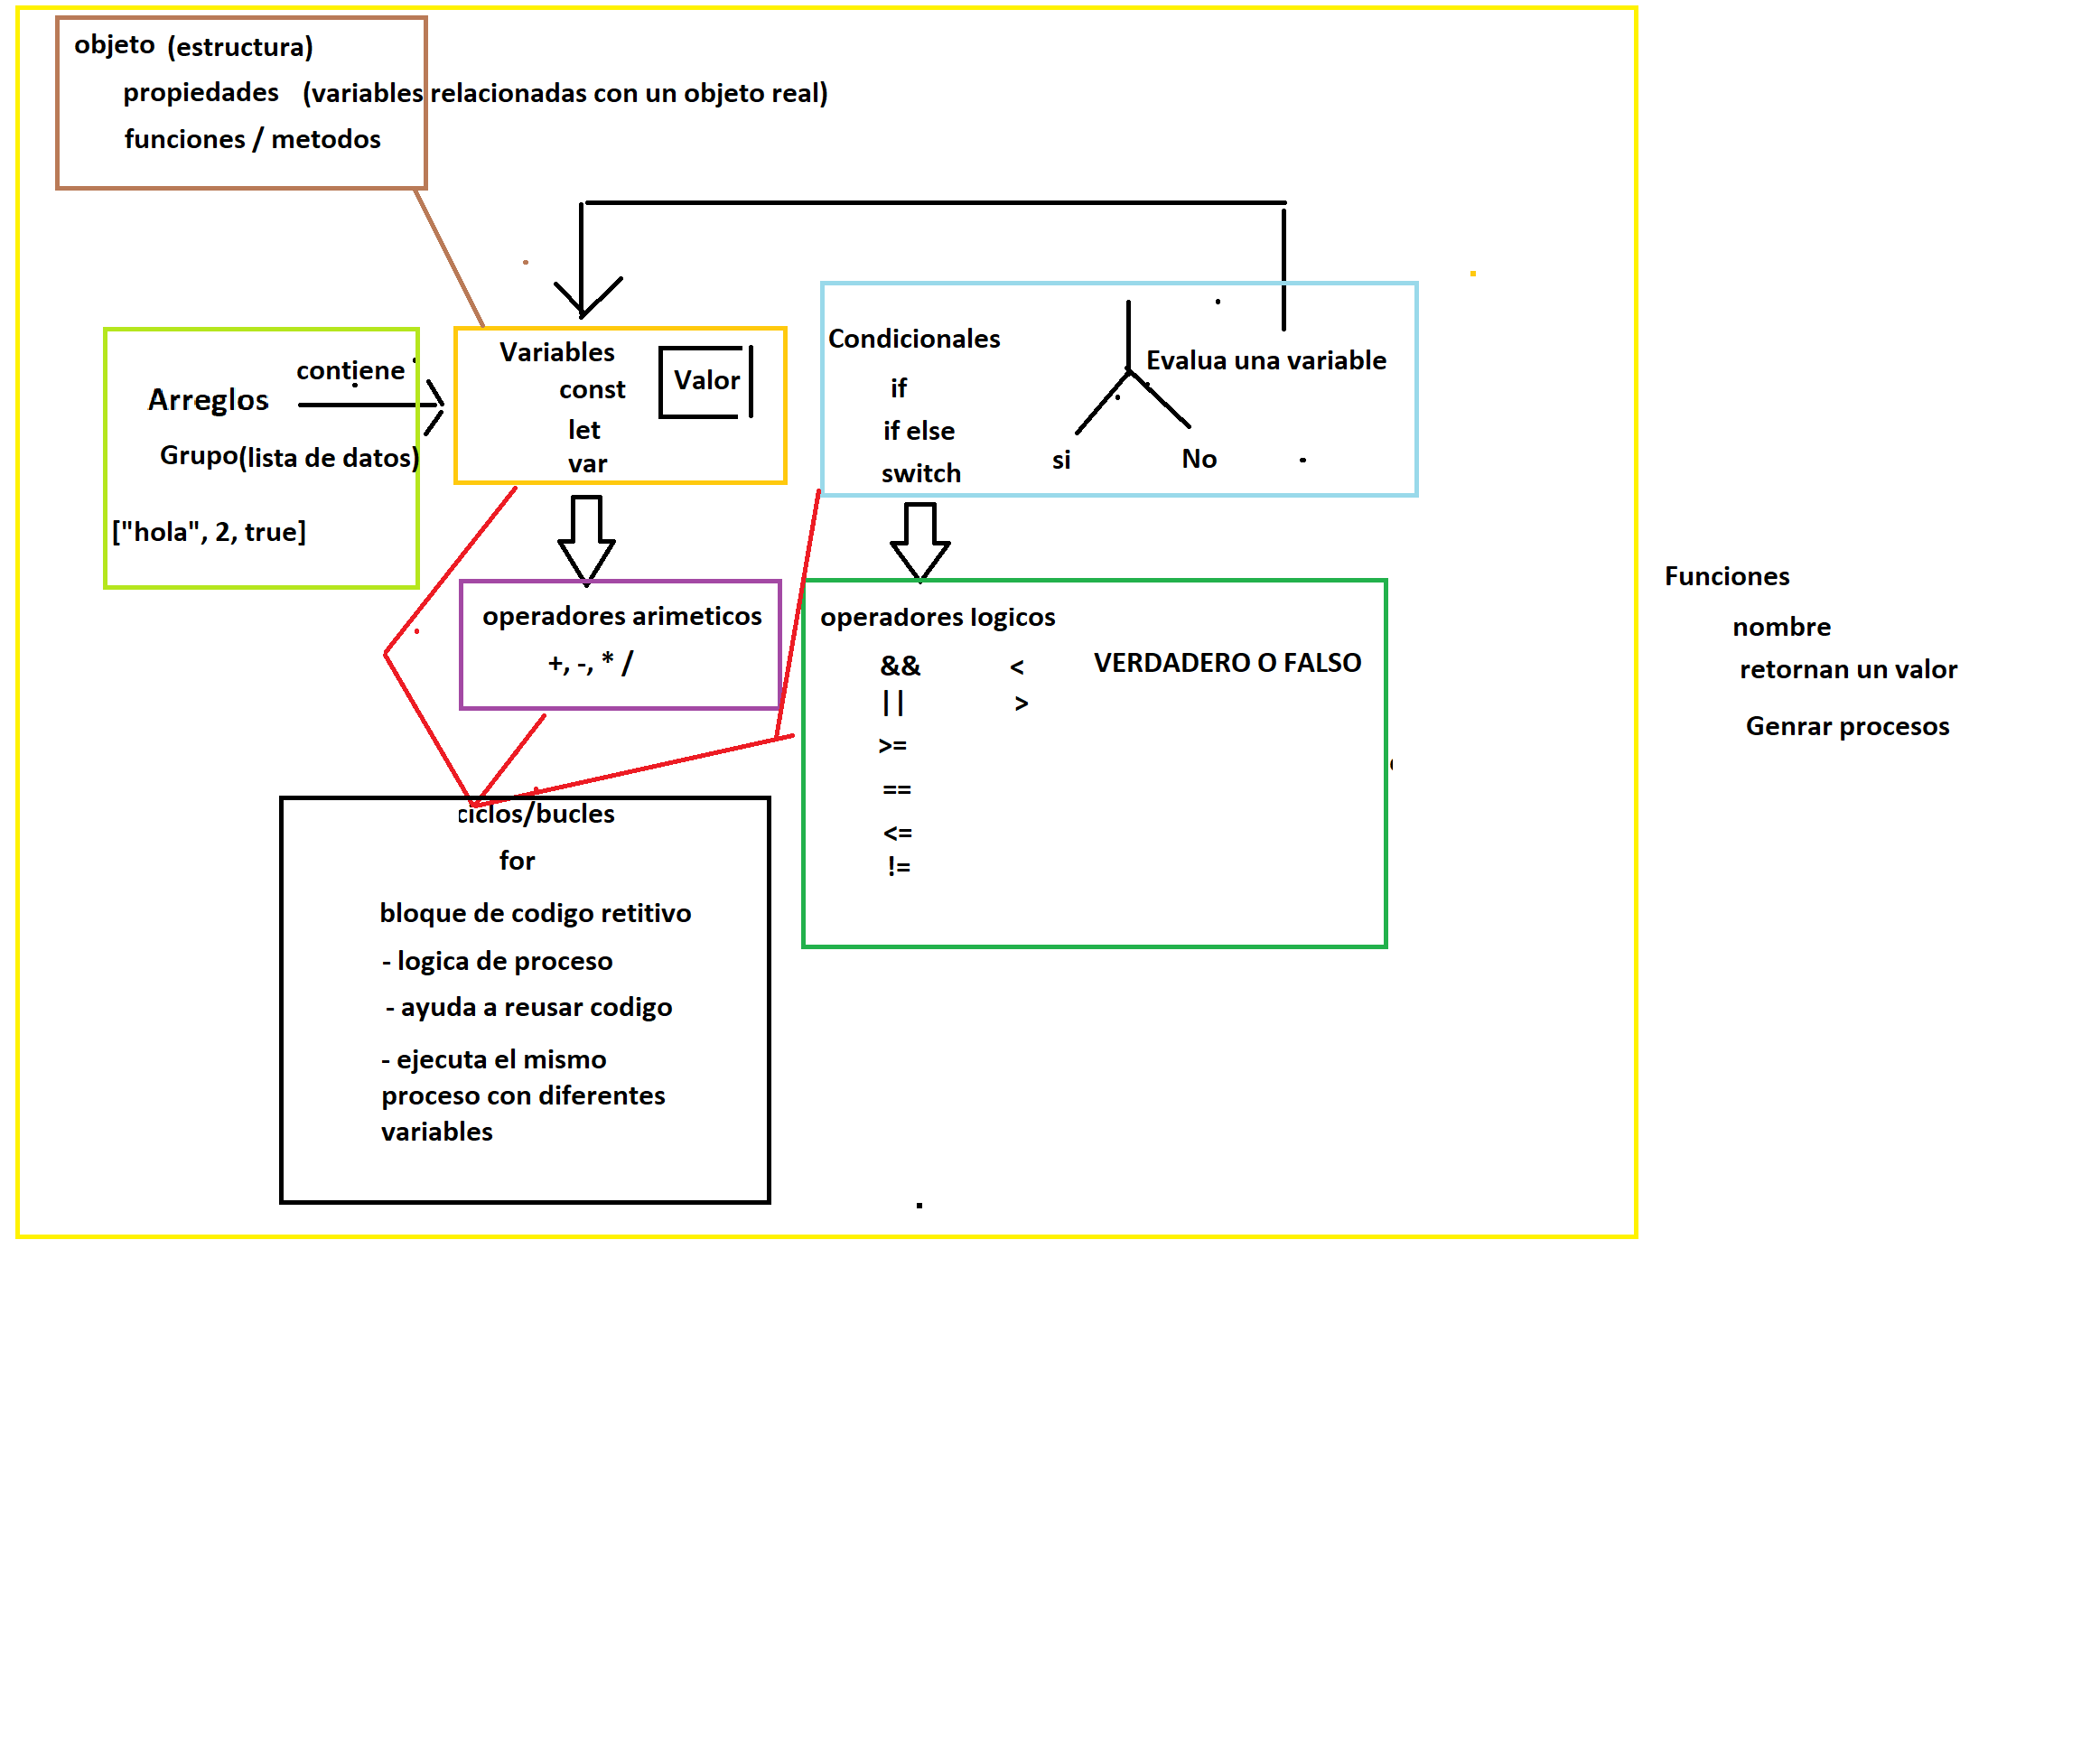 objeto (estructura)
propiedades (variables relacionadas con un objeto real)
funciones / metodos
Arreglos
contiene
Grupo(lista de datos)
["hola", 2, true]
Variables
const
let
var
Valor
Condicionales
if
if else
switch
Evalua una variable
si
No
operadores arimeticos
+, -, * /
operadores logicos
&& <
|| >
>=
==
<=
!=
VERDADERO O FALSO
ciclos/bucles
for
bloque de codigo retitivo
- logica de proceso
- ayuda a reusar codigo
- ejecuta el mismo
proceso con diferentes
variables
Funciones
nombre
retornan un valor
Genrar procesos